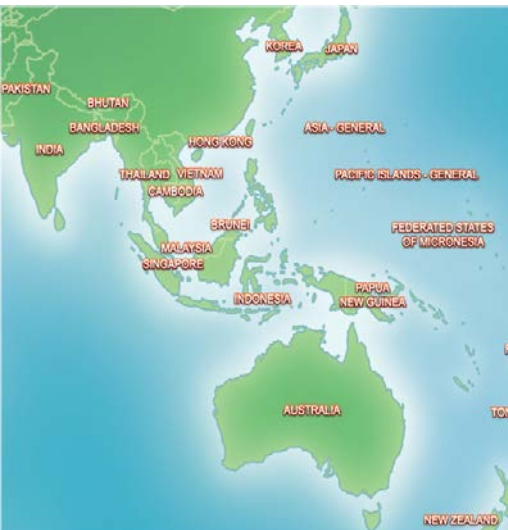 KOREA
JAPAN
PAKISTAN
BHUTAN
BANGLADESH
ASIA - GENERAL
HONG KONG
INDIA
THAILAND
VIETNAM
PACIFIC ISLANDS - GENERAL
CAMBODIA
BRUNEI
FEDERATED STATES
OF MICRONESIA
MALAYSIA
SINGAPORE
PAPUA
NEW GUINEA
INDONESIA
AUSTRALIA
TON
NEW ZEALAND